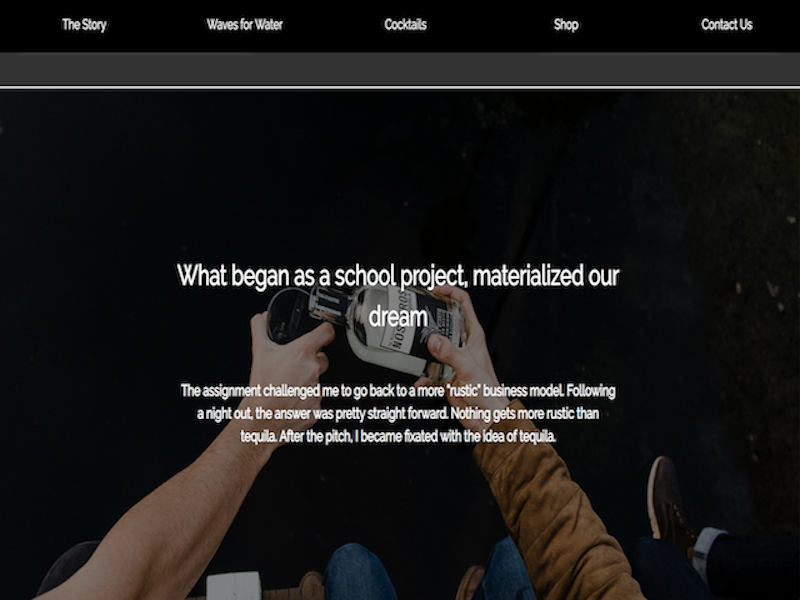 The Story
Waves for Water
Cocktails
Shop
Contact Us
What began as a school project, materialized our
dream
The assignment challenged me to go back to a more "rustic" business model. Following
a night out, the answer was pretty straight forward. Nothing gets more rustic than
tequila. After the pitch, I became fixated with the idea of tequila.